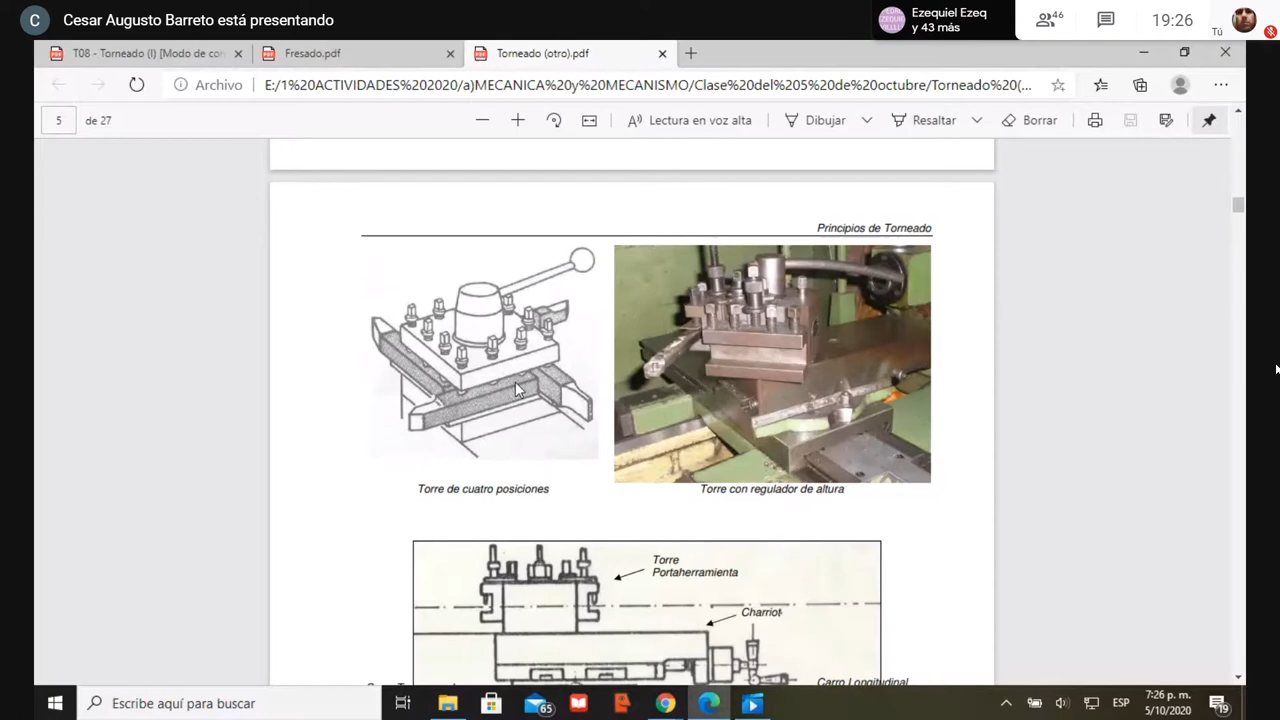 C Cesar Augusto Barreto está presentando
Ezequiel Ezeq
y 43 más
46
19:26
Tú
T08 - Torneado (I) [Modo de con
Fresado.pdf
Torneado (otro).pdf
Archivo
E:/1%20ACTIVIDADES%202020/a)MECANICA%20y%20MECANISMO/Clase%20del%205%20de%20octubre/Torneado%20(...
5 de 27
Lectura en voz alta
Dibujar
Resaltar
Borrar
Principios de Torneado
Torre de cuatro posiciones
Torre con regulador de altura
Torre
Portaherramienta
Charriot
Carro Longitudinal
Escribe aquí para buscar
65
ESP
7:26 p. m.
5/10/2020
19